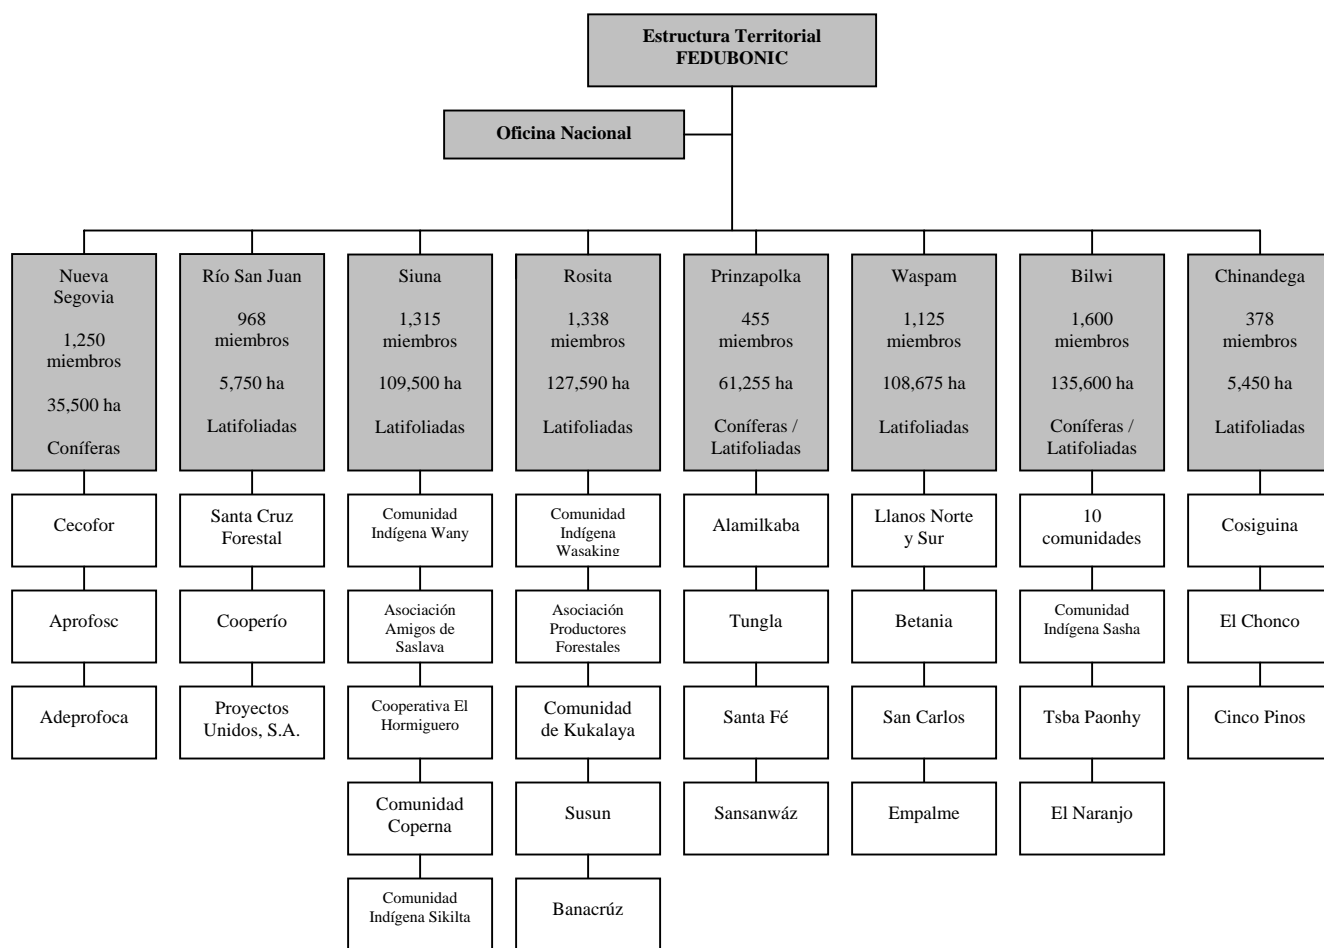 Estructura Territorial
FEDUBONIC
Oficina Nacional
Nueva
Segovia
1,250
miembros
35,500 ha
Coníferas
Río San Juan
968
miembros
5,750 ha
Latifoliadas
Siuna
1,315
miembros
109,500 ha
Latifoliadas
Rosita
1,338
miembros
127,590 ha
Latifoliadas
Prinzapolka
455
miembros
61,255 ha
Coníferas /
Latifoliadas
Waspam
1,125
miembros
108,675 ha
Latifoliadas
Bilwi
1,600
miembros
135,600 ha
Coníferas /
Latifoliadas
Chinandega
378
miembros
5,450 ha
Latifoliadas
Cecofor
Aprofosc
Adeprofoca
Santa Cruz
Forestal
Cooperío
Proyectos
Unidos, S.A.
Comunidad
Indígena Wany
Asociación
Amigos de
Saslava
Cooperativa El
Hormiguero
Comunidad
Coperna
Comunidad
Indígena Sikilta
Comunidad
Indígena
Wasaking
Asociación
Productores
Forestales
Comunidad
de Kukalaya
Susun
Banacrúz
Alamilkaba
Tungla
Santa Fé
Sansanwáz
Llanos Norte
y Sur
Betania
San Carlos
Empalme
10
comunidades
Comunidad
Indígena Sasha
Tsba Paonhy
El Naranjo
Cosiguina
El Chonco
Cinco Pinos